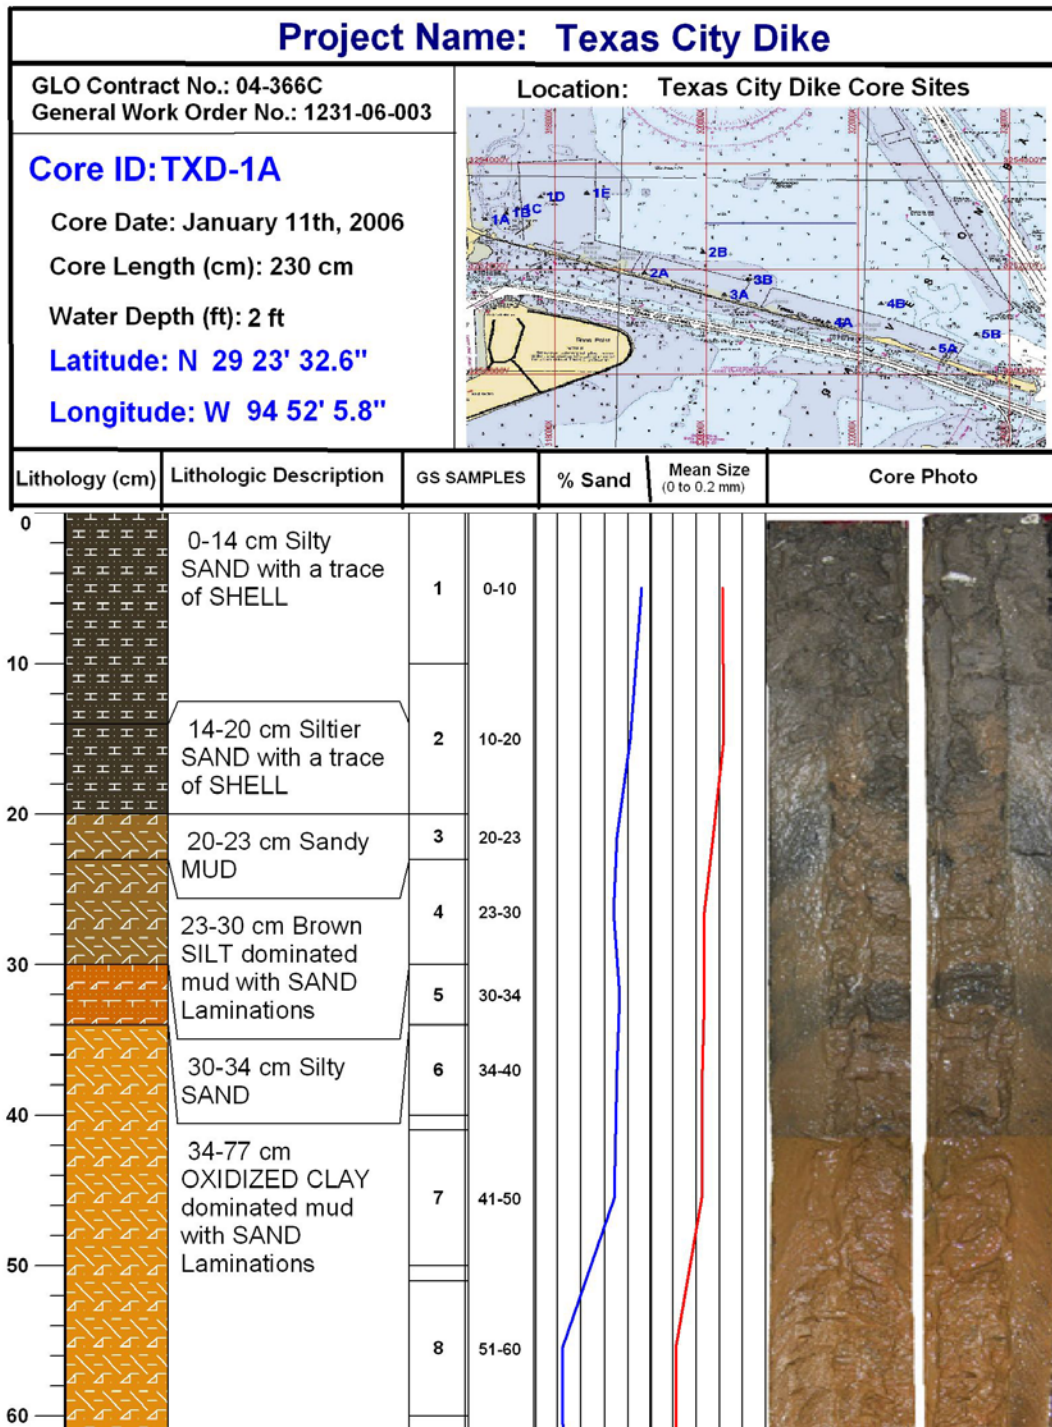 Project Name: Texas City Dike
GLO Contract No.: 04-366C
General Work Order No.: 1231-06-003
Location: Texas City Dike Core Sites
Core ID: TXD-1A
Core Date: January 11th, 2006
Core Length (cm): 230 cm
Water Depth (ft): 2 ft
Latitude: N 29 23' 32.6"
Longitude: W 94 52' 5.8"
1A
1B
1C
1D
1E
2A
2B
3A
3B
4A
4B
5A
5B
Texas Point
Lithology (cm)
Lithologic Description
GS SAMPLES
% Sand
Mean Size
(0 to 0.2 mm)
Core Photo
0
10
20
30
40
50
60
0-14 cm Silty
SAND with a trace
of SHELL
14-20 cm Siltier
SAND with a trace
of SHELL
20-23 cm Sandy
MUD
23-30 cm Brown
SILT dominated
mud with SAND
Laminations
30-34 cm Silty
SAND
34-77 cm
OXIDIZED CLAY
dominated mud
with SAND
Laminations
1 0-10
2 10-20
3 20-23
4 23-30
5 30-34
6 34-40
7 41-50
8 51-60